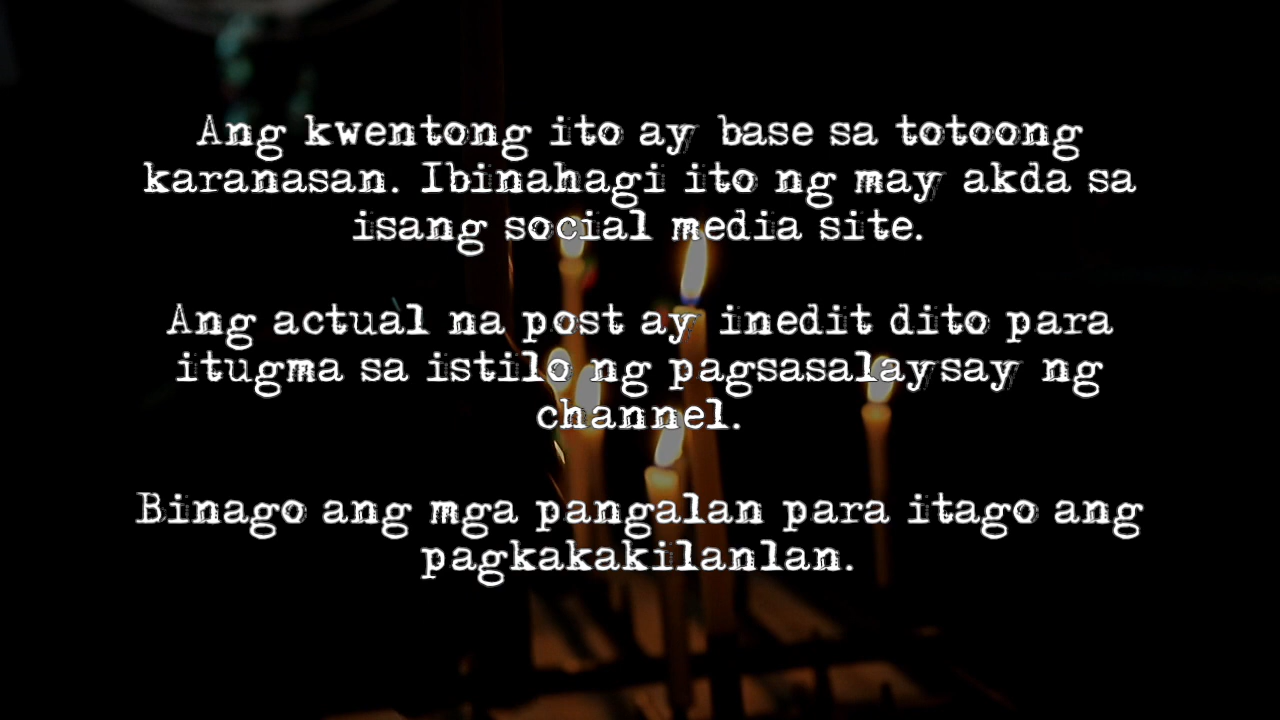 Ang kwentong ito ay base sa totoong
karanasan. Ibinahagi ito ng may akda sa
isang social media site.
Ang actual na post ay inedit dito para
itugma sa istilo ng pagsasalaysay ng
channel.
Binago ang mga pangalan para itago ang
pagkakakilanlan.